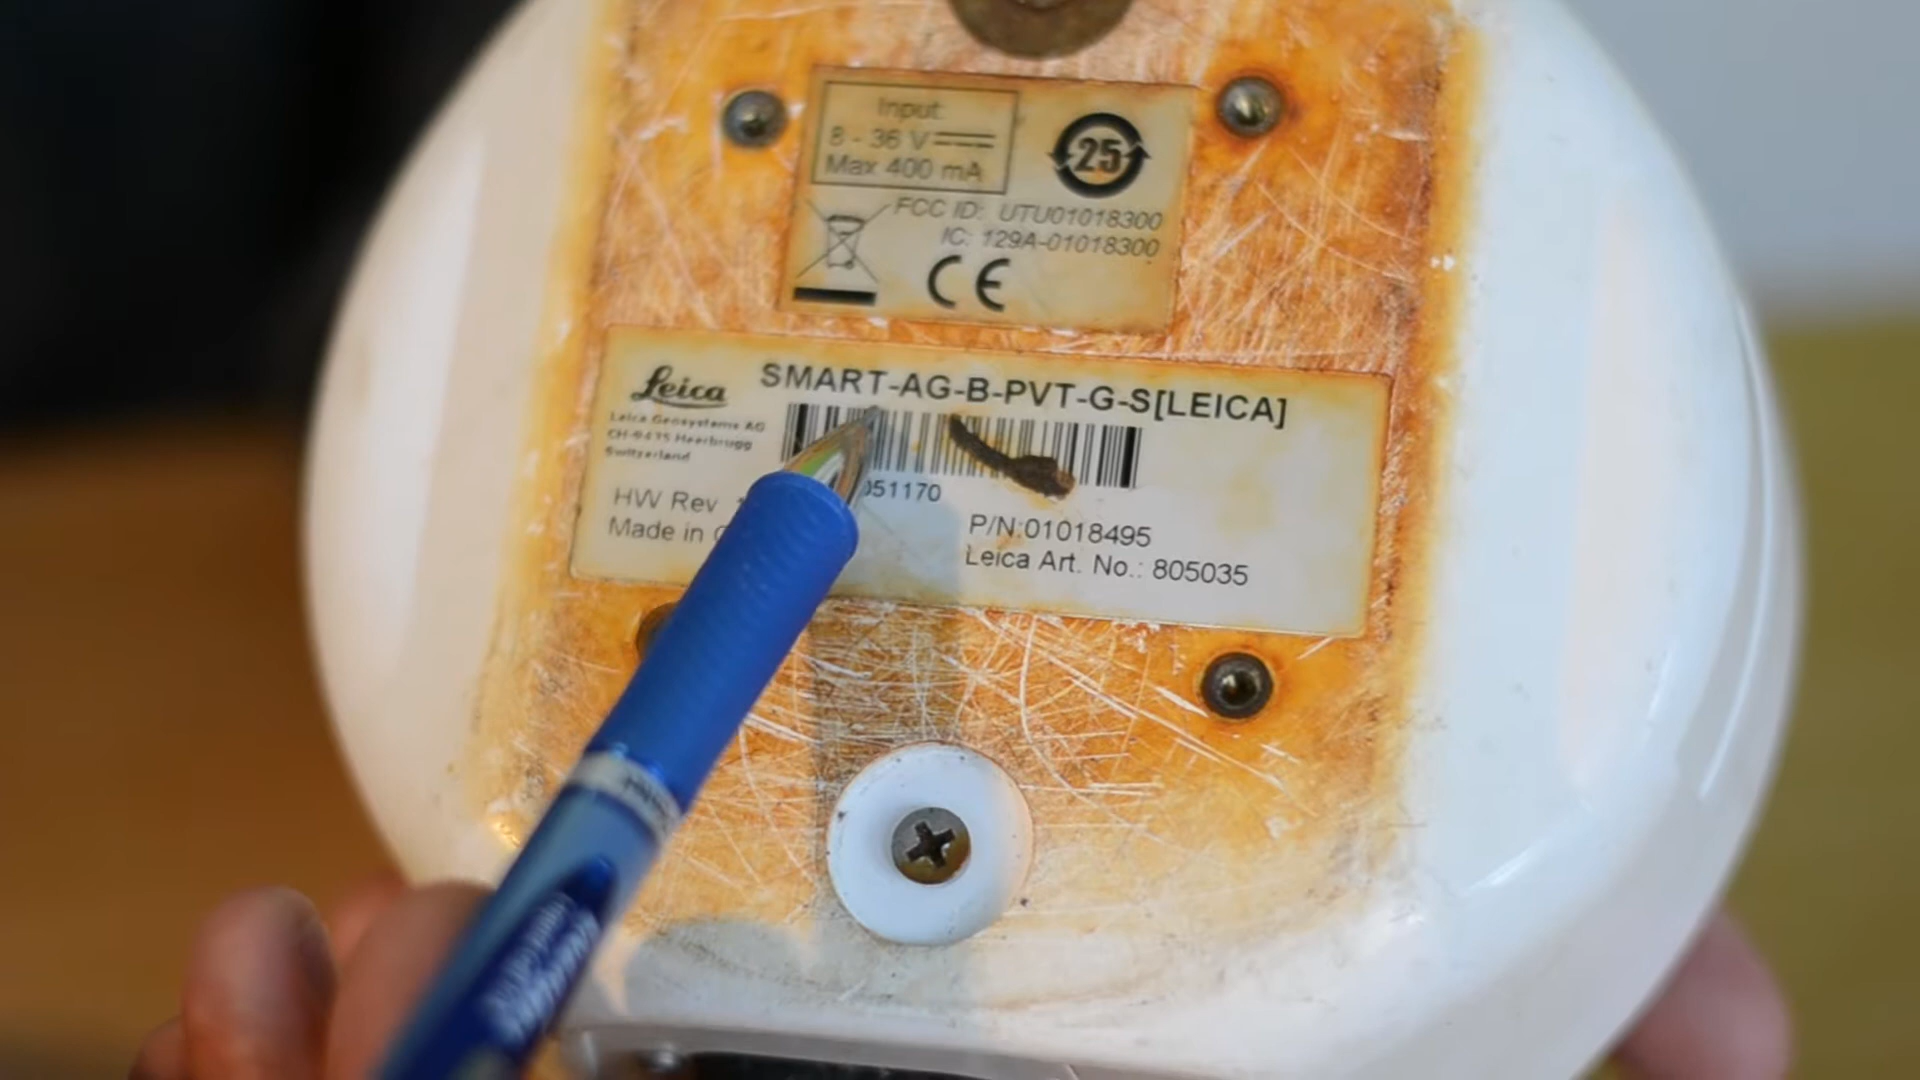 Input:
8 - 36 V
Max 400 mA
25
FCC ID: UTU01018300
IC: 129A-01018300
CE
Leica
SMART-AG-B-PVT-G-S[LEICA]
Leica Geosystems AG
CH-9435 Heerbrugg
Switzerland
HW Rev
051170
Made in
P/N:01018495
Leica Art. No.: 805035